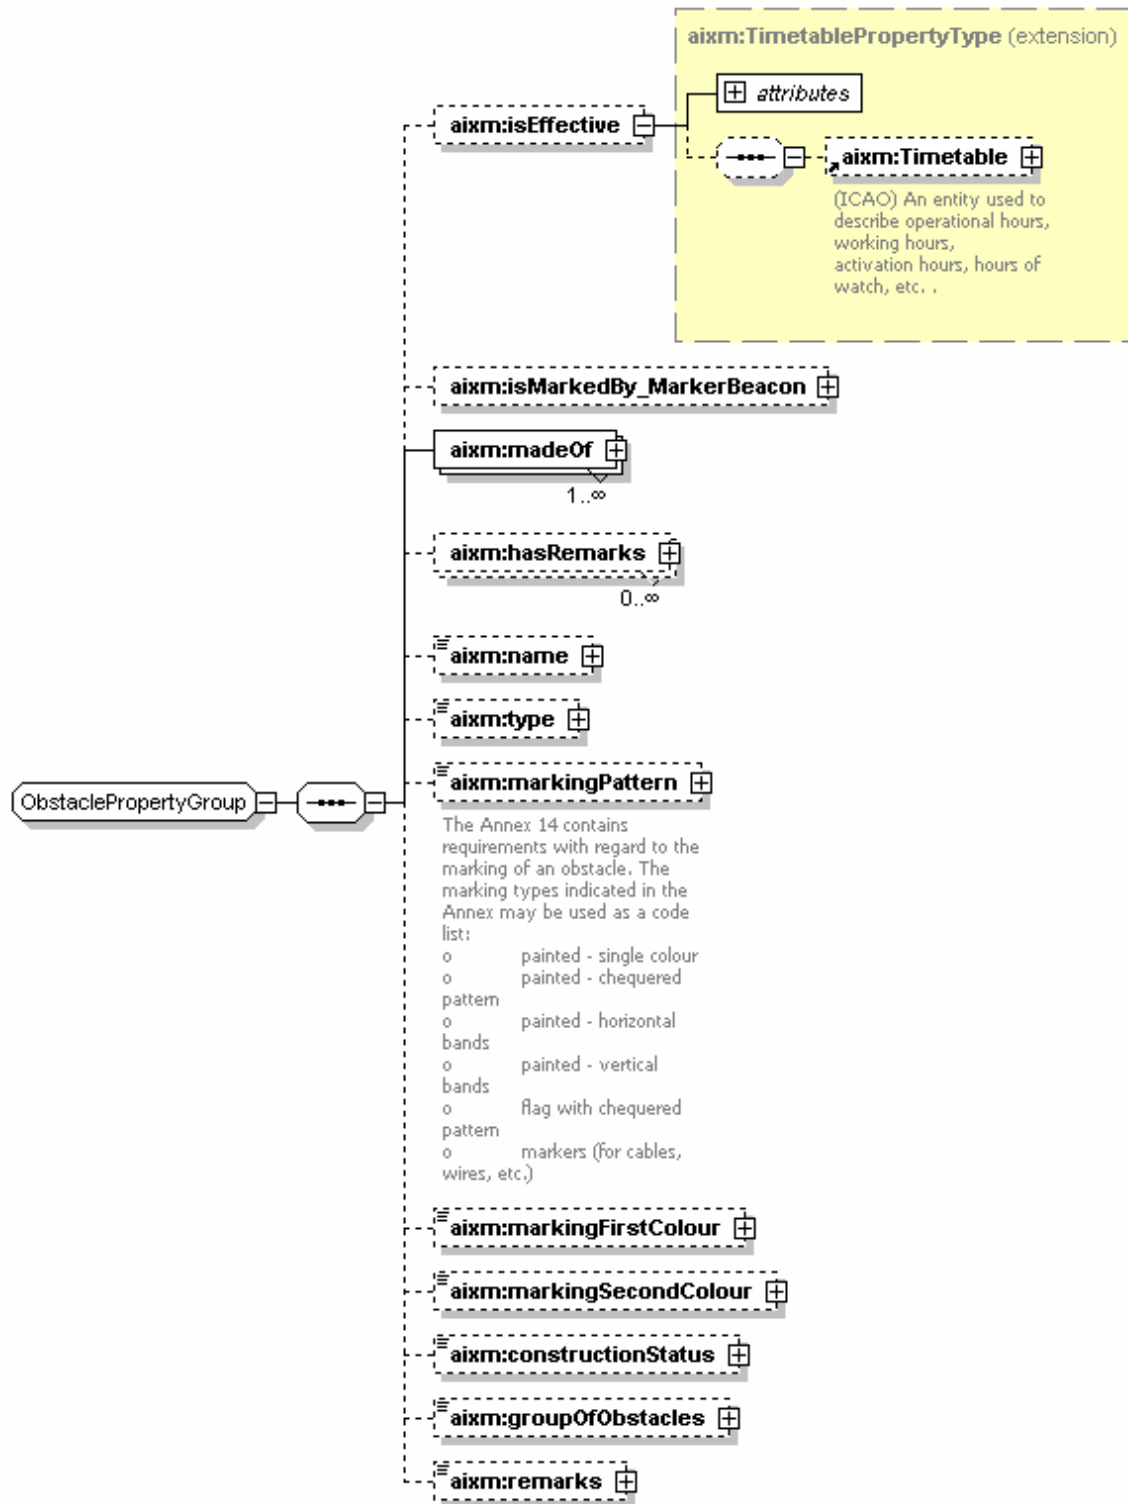 aixm:TimetablePropertyType (extension)
attributes
aixm:isEffective
aixm:Timetable
(ICAO) An entity used to
describe operational hours,
working hours,
activation hours, hours of
watch, etc. .
aixm:isMarkedBy_MarkerBeacon
aixm:madeOf
1..∞
aixm:hasRemarks
0..∞
aixm:name
aixm:type
aixm:markingPattern
ObstaclePropertyGroup
The Annex 14 contains
requirements with regard to the
marking of an obstacle. The
marking types indicated in the
Annex may be used as a code
list:
o painted - single colour
o painted - chequered
pattern
o painted - horizontal
bands
o painted - vertical
bands
o flag with chequered
pattern
o markers (for cables,
wires, etc.)
aixm:markingFirstColour
aixm:markingSecondColour
aixm:constructionStatus
aixm:groupOfObstacles
aixm:remarks